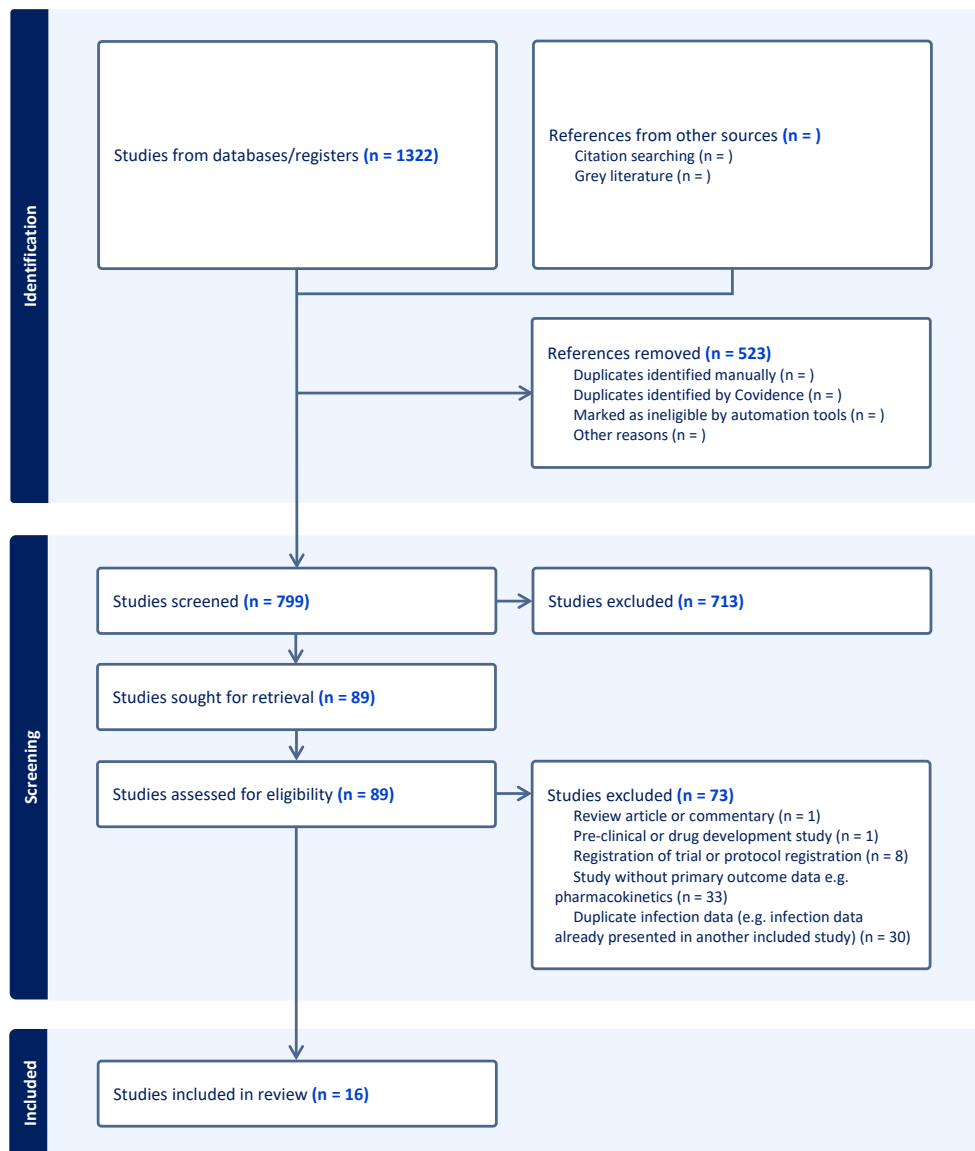 Identification
Studies from databases/registers (n = 1322)
References from other sources (n = )
Citation searching (n = )
Grey literature (n = )
References removed (n = 523)
Duplicates identified manually (n = )
Duplicates identified by Covidence (n = )
Marked as ineligible by automation tools (n = )
Other reasons (n = )
Screening
Studies screened (n = 799)
Studies excluded (n = 713)
Studies sought for retrieval (n = 89)
Studies assessed for eligibility (n = 89)
Studies excluded (n = 73)
Review article or commentary (n = 1)
Pre-clinical or drug development study (n = 1)
Registration of trial or protocol registration (n = 8)
Study without primary outcome data e.g.
pharmacokinetics (n = 33)
Duplicate infection data (e.g. infection data
already presented in another included study) (n = 30)
Included
Studies included in review (n = 16)